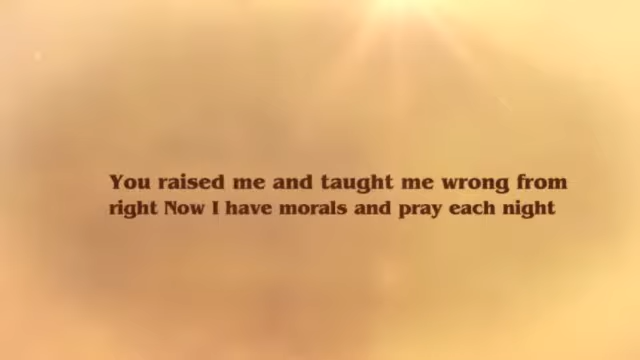 You raised me and taught me wrong from
right Now I have morals and pray each night